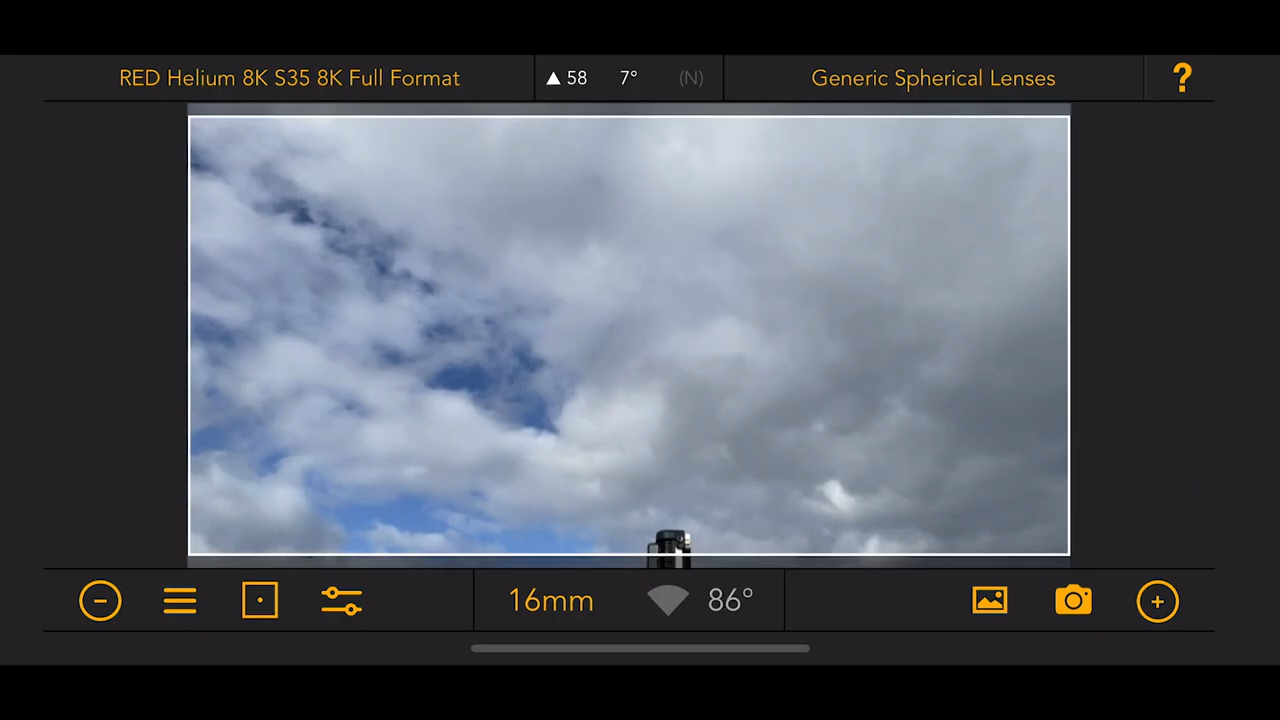 RED Helium 8K S35 8K Full Format
▲58 7° (N)
Generic Spherical Lenses
?
16mm 86°